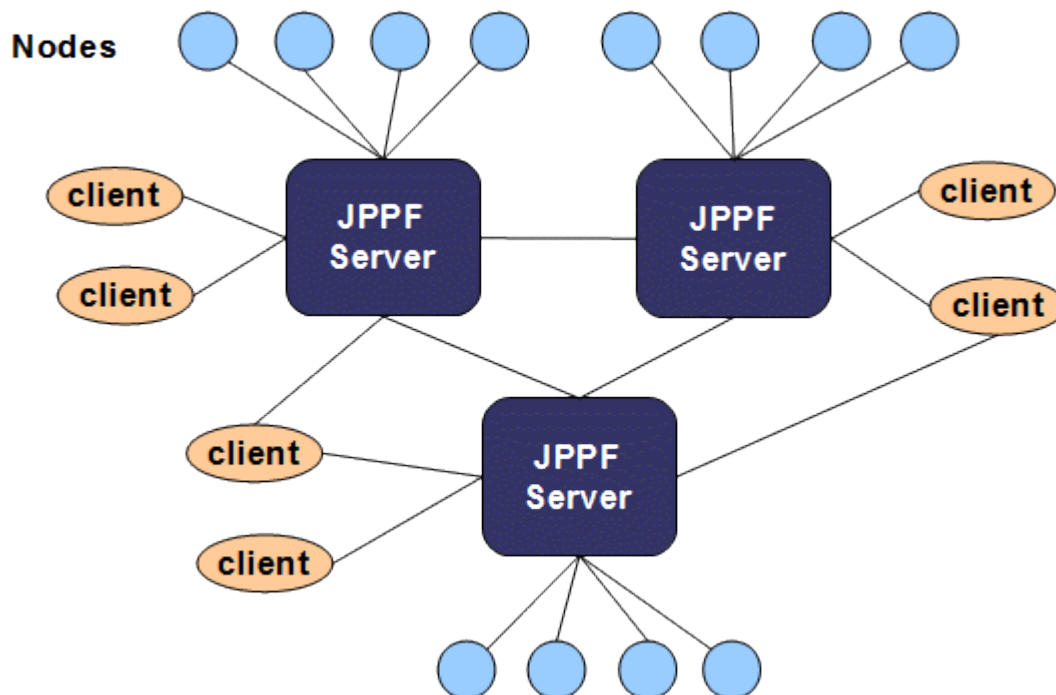 Nodes
client
client
JPPF
Server
JPPF
Server
client
client
client
client
JPPF
Server